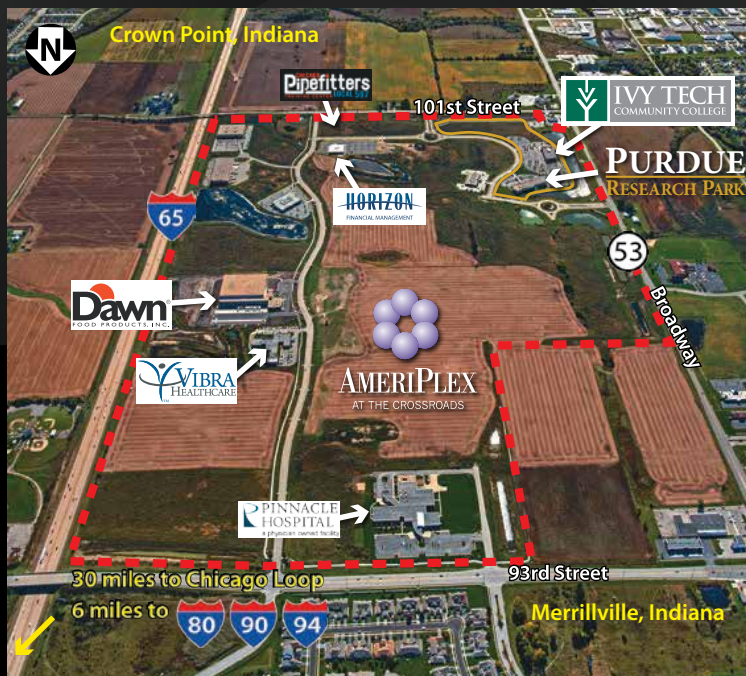 N
Crown Point, Indiana
Pipefitters
LOCAL 597
101st Street
IVY TECH
COMMUNITY COLLEGE
PURDUE
RESEARCH PARK
HORIZON
FINANCIAL MANAGEMENT
65
53
Broadway
Dawn
FOOD PRODUCTS, INC.
VIBRA
HEALTHCARE
AMERIPLEX
AT THE CROSSROADS
PINNACLE
HOSPITAL
a physician owned facility
93rd Street
30 miles to Chicago Loop
6 miles to
80
90
94
Merrillville, Indiana